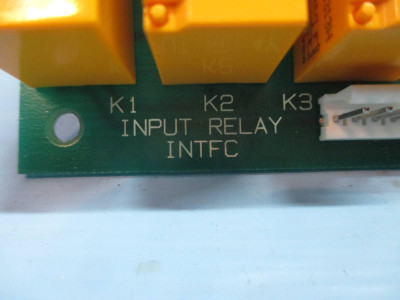 K1 K2 K3
INPUT RELAY
INTFC